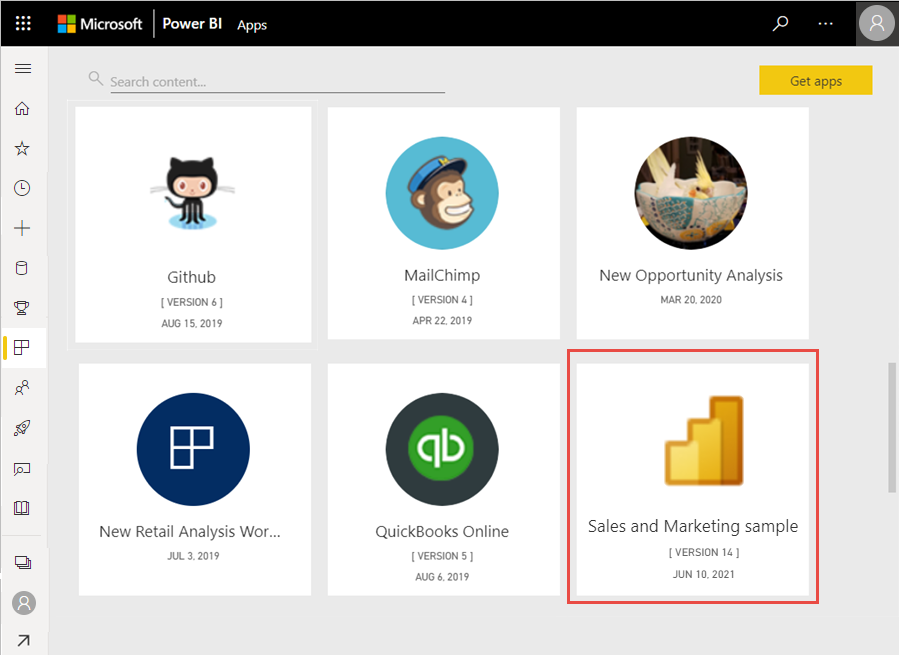 Microsoft Power BI Apps
Search content...
Get apps
Github
[ VERSION 6 ]
AUG 15, 2019
MailChimp
[ VERSION 4 ]
APR 22, 2019
New Opportunity Analysis
MAR 20, 2020
New Retail Analysis Wor...
JUL 3, 2019
qb
QuickBooks Online
[ VERSION 5 ]
AUG 6, 2019
Sales and Marketing sample
[ VERSION 14 ]
JUN 10, 2021